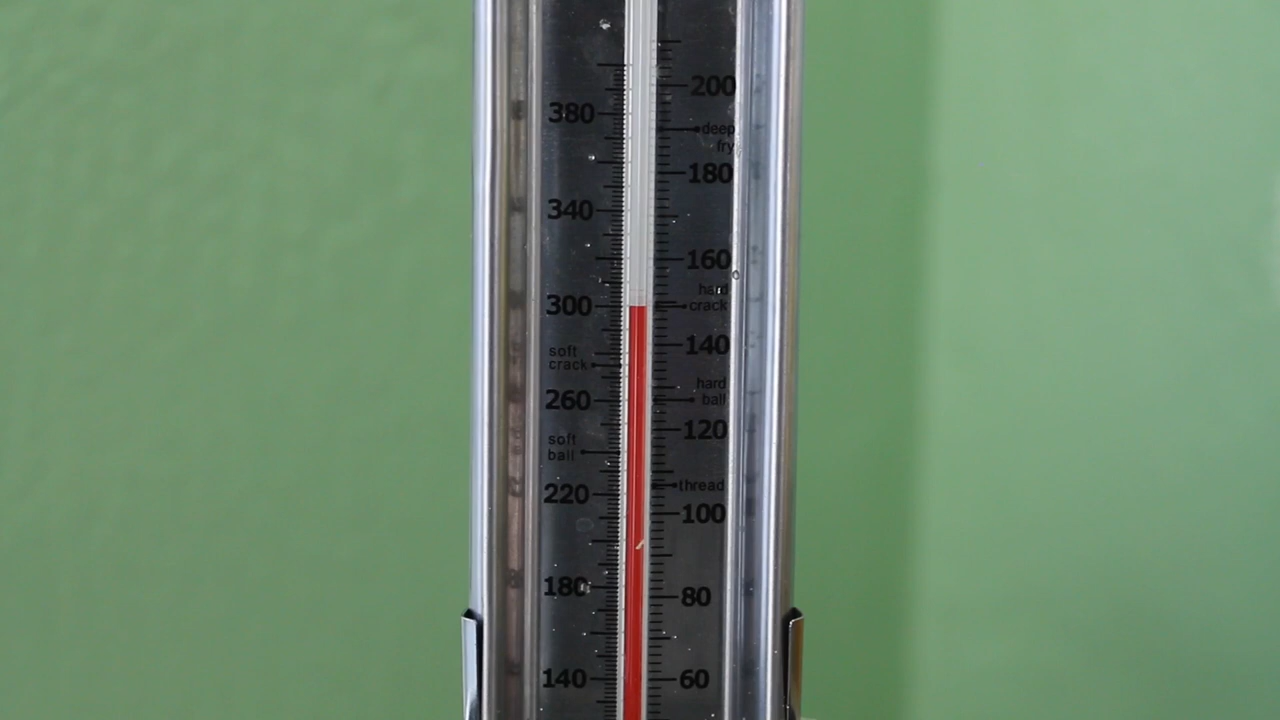 200
380
deep
fry
180
340
160
hard
300 crack
soft
crack
140
hard
260 ball
120
soft
ball
thread
220
100
180
80
140 60